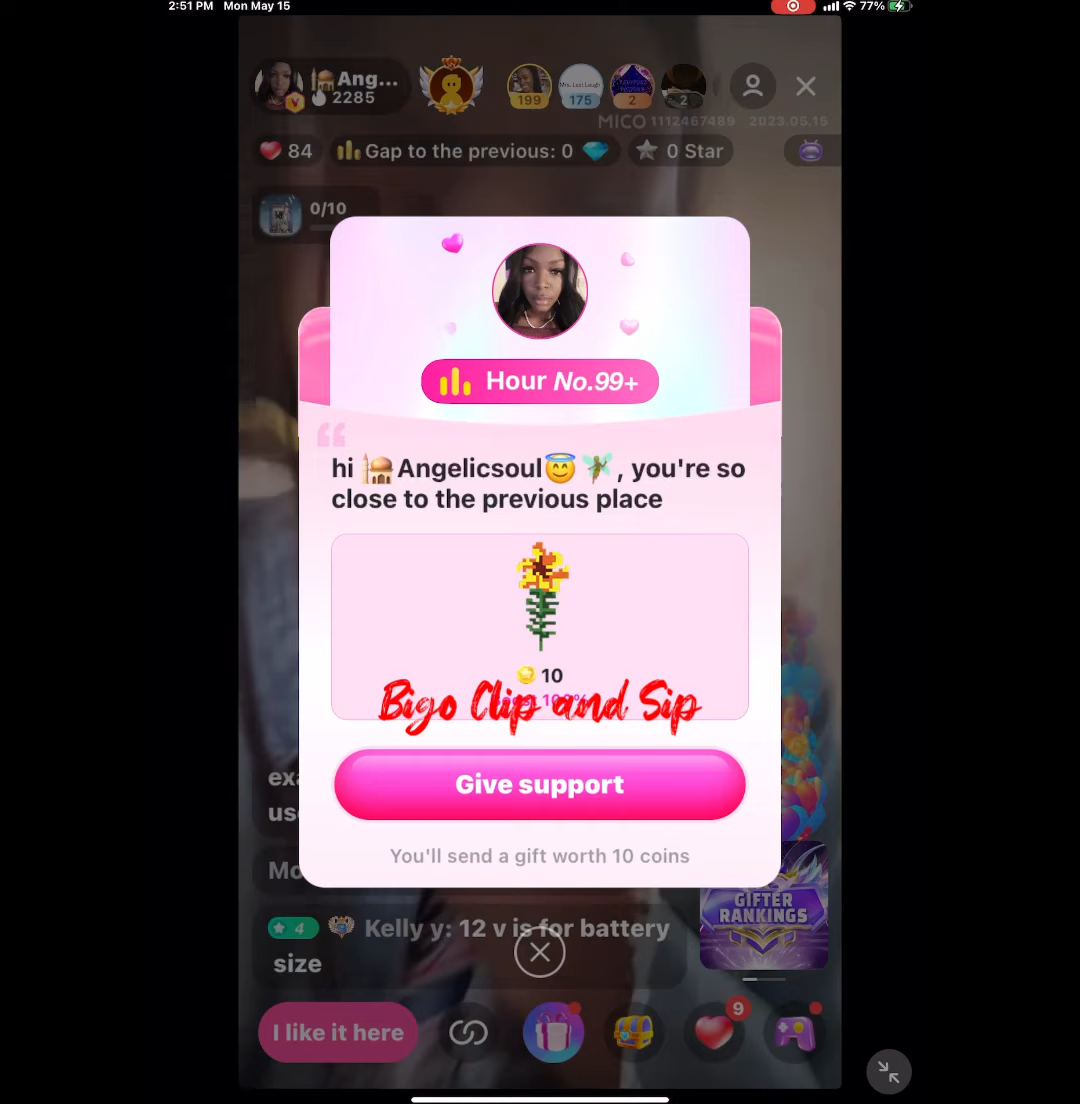 2:51 PM Mon May 15
77%
Ang...
2285
199
Mrs. Last Laugh
175
2
2
MICO 1112467489 2023.05.15
84
Gap to the previous: 0
0 Star
0/10
Hour No.99+
hi Angelicsoul, you're so
close to the previous place
10
Bigo Clip and Sip
Give support
You'll send a gift worth 10 coins
GIFTER
RANKINGS
4 Kelly y: 12 v is for battery
size
I like it here
9